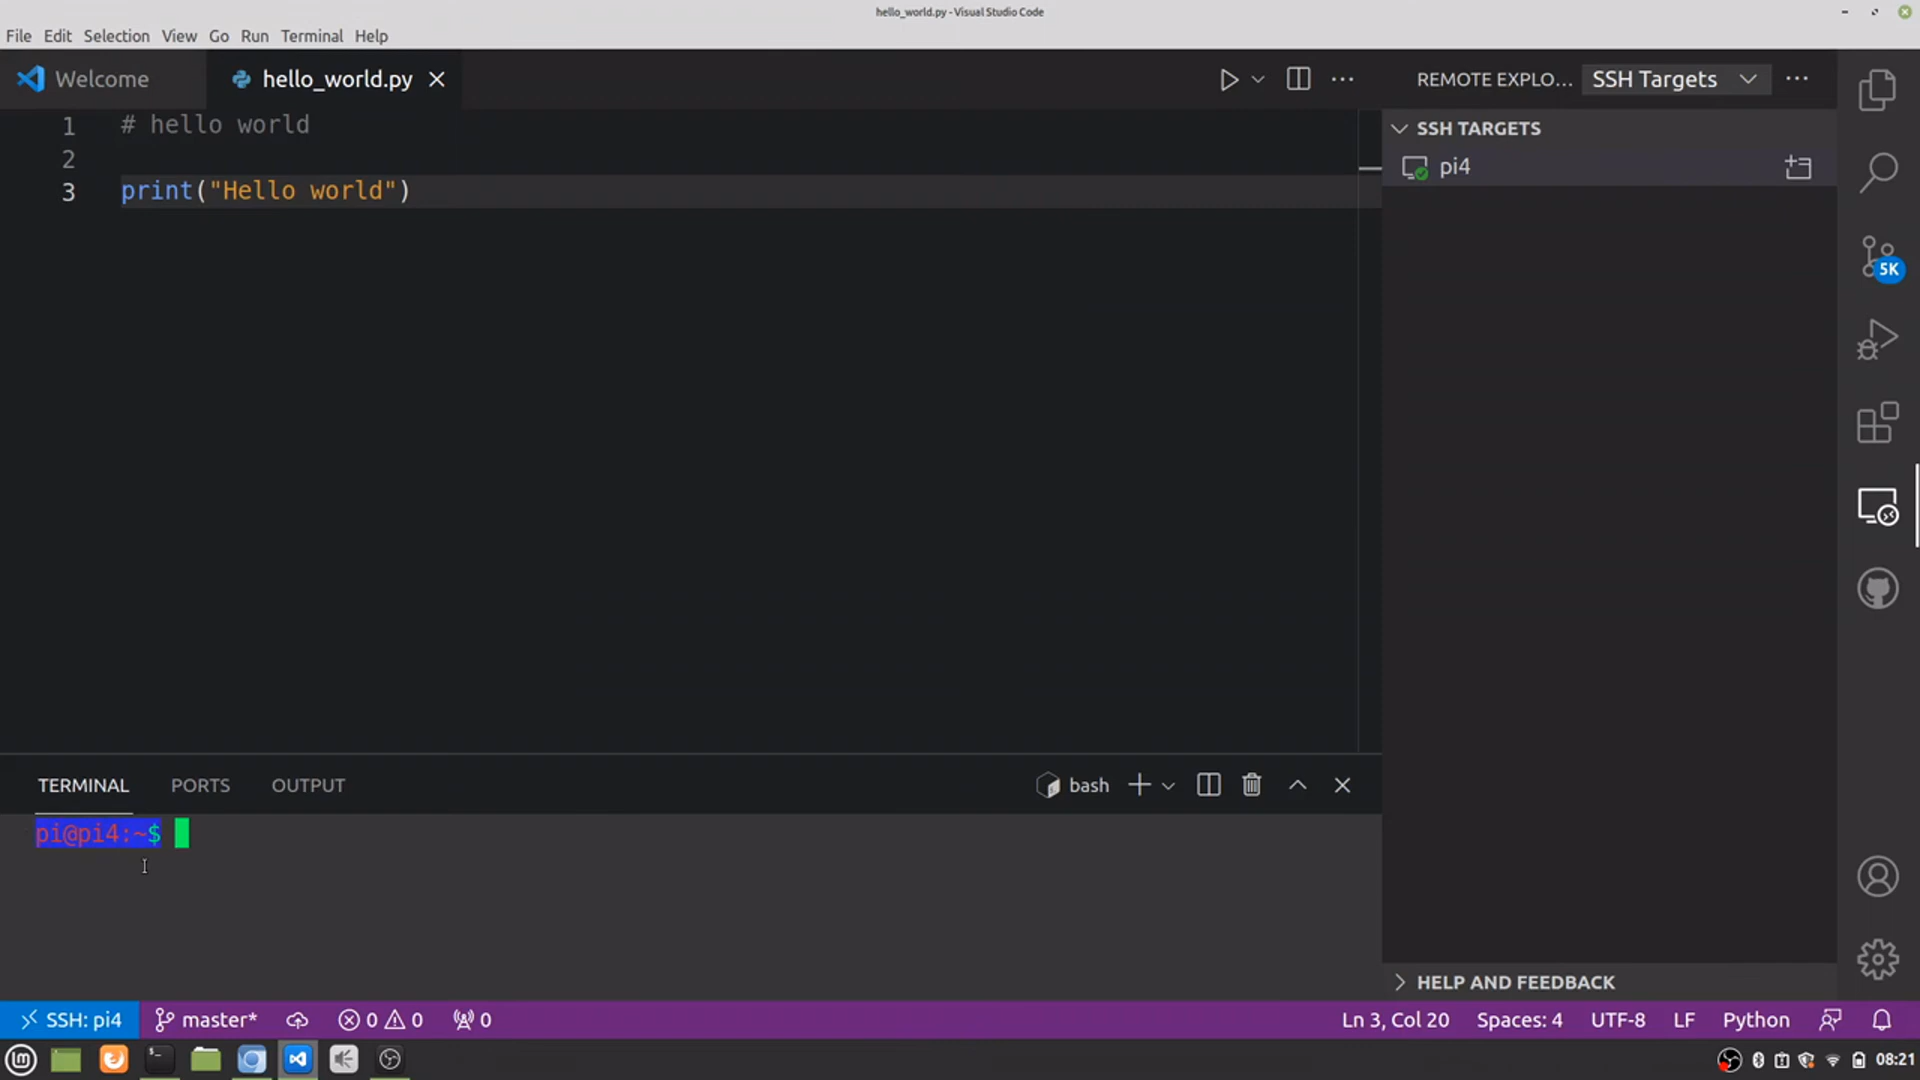 hello_world.py - Visual Studio Code
File Edit Selection View Go Run Terminal Help
Welcome
hello_world.py
REMOTE EXPLO... SSH Targets
1 # hello world
2
3 print("Hello world")
SSH TARGETS
pi4
5K
TERMINAL PORTS OUTPUT
bash
pi@pi4:~$
HELP AND FEEDBACK
SSH: pi4 master* 0 0 0
Ln 3, Col 20 Spaces: 4 UTF-8 LF Python
08:21